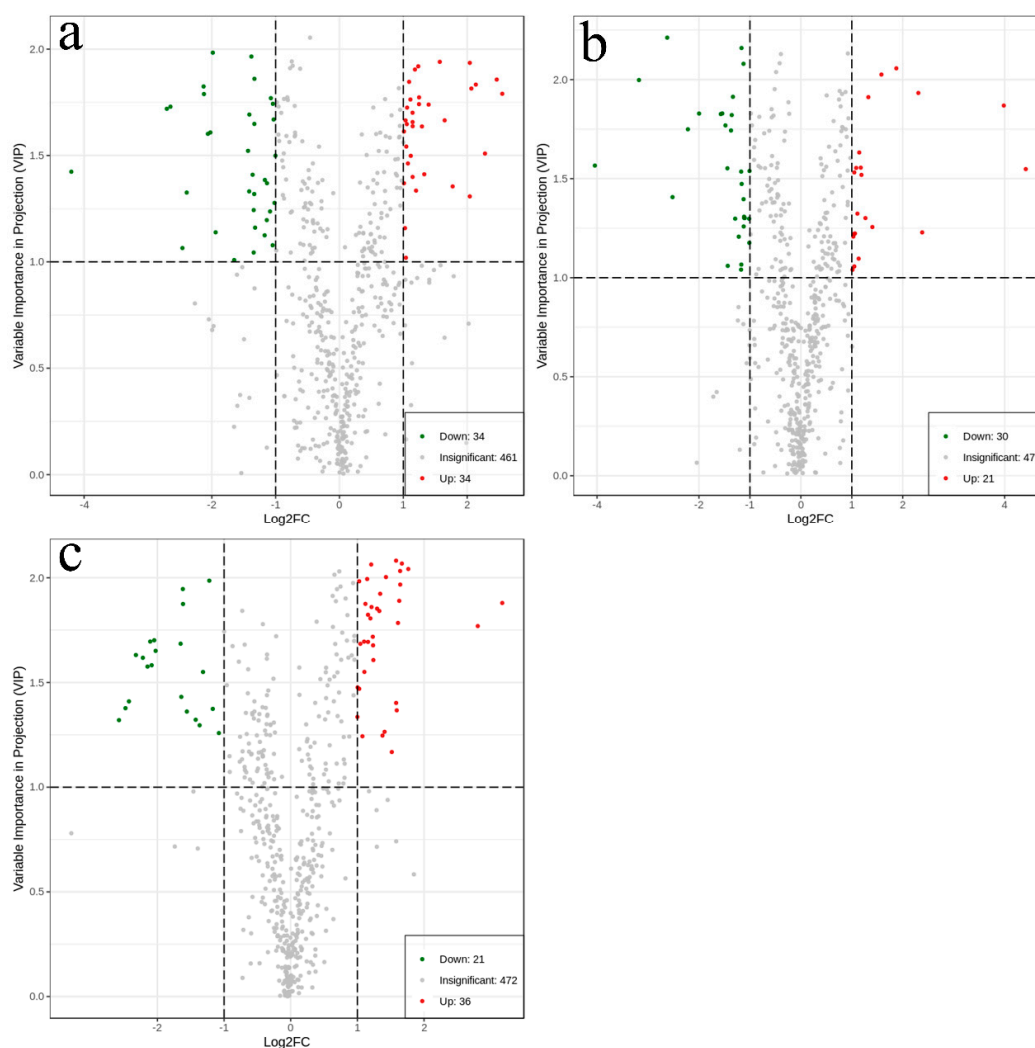 a
Variable Importance in Projection (VIP)
2.0
1.5
1.0
0.5
0.0
Down: 34
Insignificant: 461
Up: 34
-4
-2
-1
0
1
2
Log2FC
b
Variable Importance in Projection (VIP)
2.0
1.5
1.0
0.5
0.0
Down: 30
Insignificant: 47
Up: 21
-4
-2
-1
0
1
2
4
Log2FC
c
Variable Importance in Projection (VIP)
2.0
1.5
1.0
0.5
0.0
Down: 21
Insignificant: 472
Up: 36
-2
-1
0
1
2
Log2FC